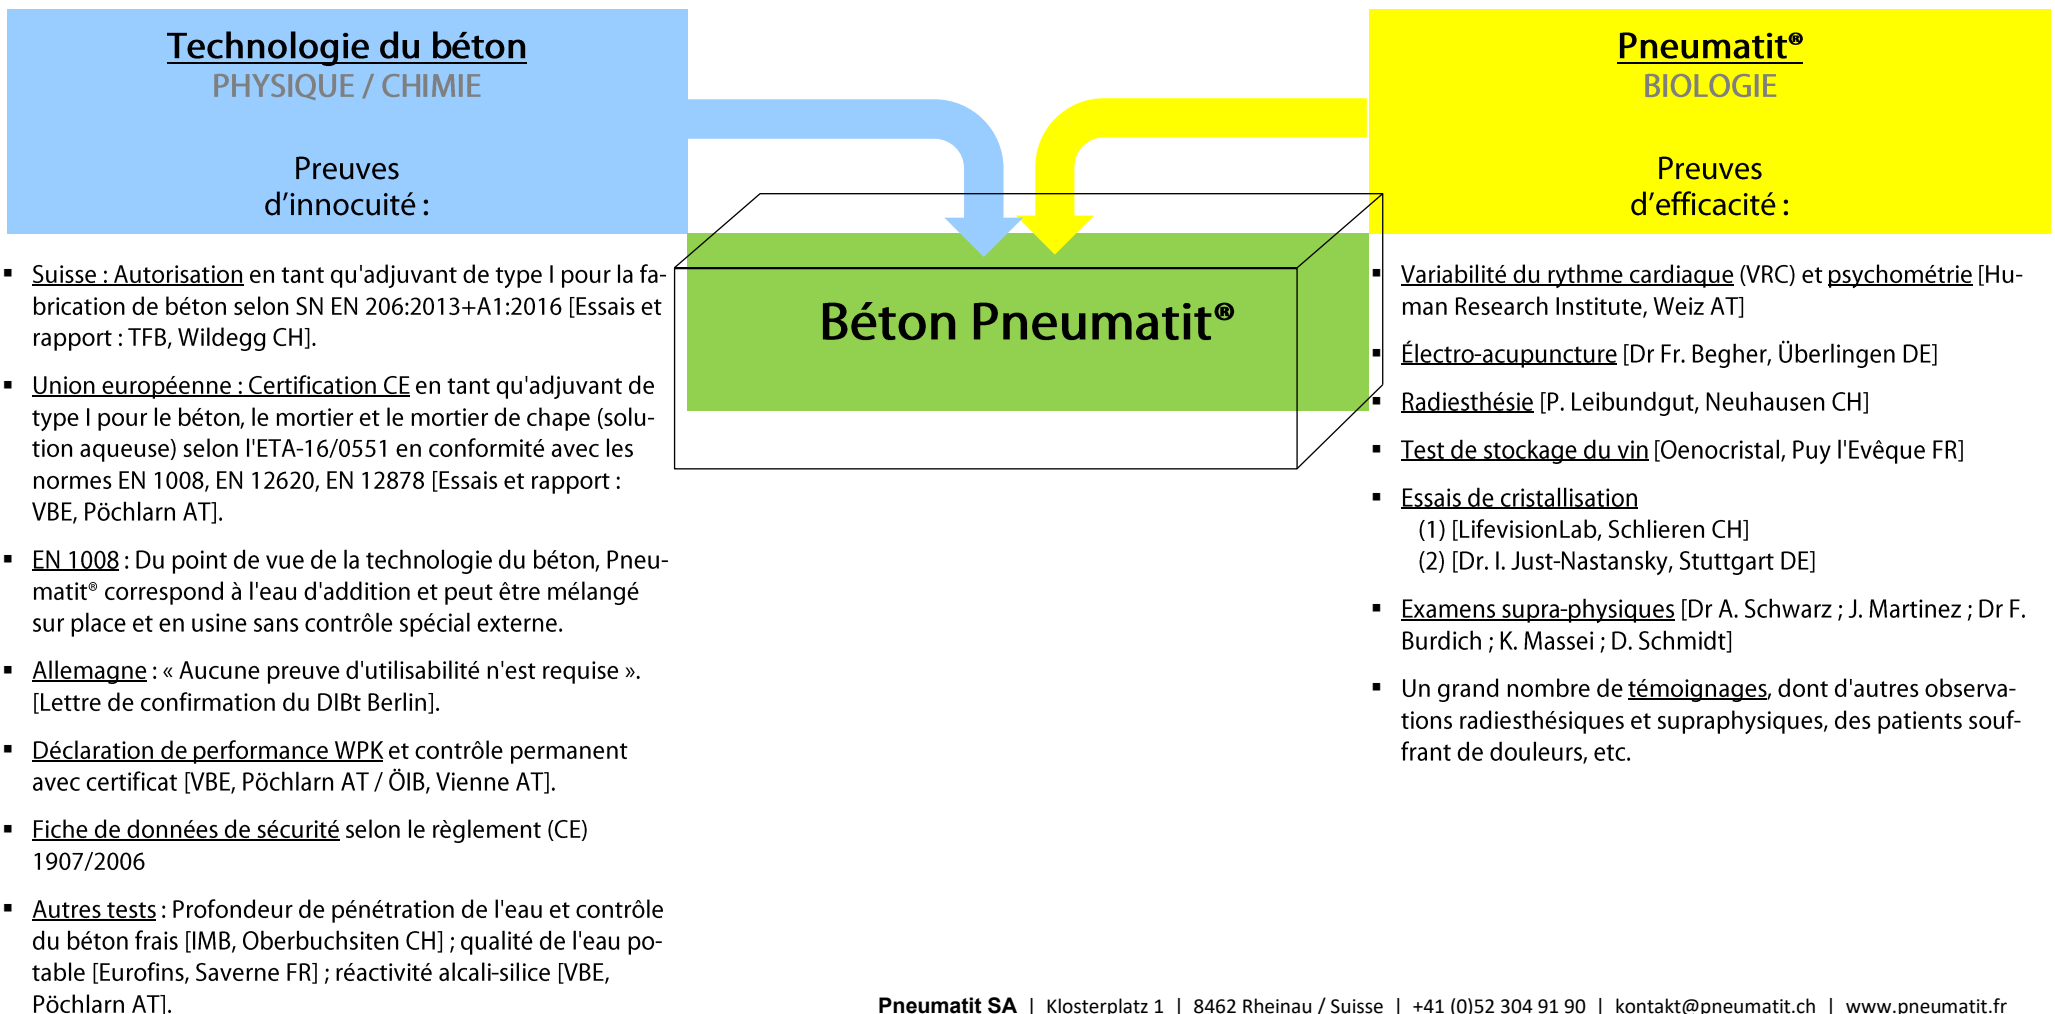 Technologie du béton
PHYSIQUE / CHIMIE
Preuves
d’innocuité :
▪ Suisse : Autorisation en tant qu'adjuvant de type I pour la fa-
brication de béton selon SN EN 206:2013+A1:2016 [Essais et
rapport : TFB, Wildegg CH].
▪ Union européenne : Certification CE en tant qu'adjuvant de
type I pour le béton, le mortier et le mortier de chape (solu-
tion aqueuse) selon l'ETA-16/0551 en conformité avec les
normes EN 1008, EN 12620, EN 12878 [Essais et rapport :
VBE, Pöchlarn AT].
▪ EN 1008 : Du point de vue de la technologie du béton, Pneu-
matit® correspond à l'eau d'addition et peut être mélangé
sur place et en usine sans contrôle spécial externe.
▪ Allemagne : « Aucune preuve d'utilisabilité n'est requise ».
[Lettre de confirmation du DIBt Berlin].
▪ Déclaration de performance WPK et contrôle permanent
avec certificat [VBE, Pöchlarn AT / ÖIB, Vienne AT].
▪ Fiche de données de sécurité selon le règlement (CE)
1907/2006
▪ Autres tests : Profondeur de pénétration de l'eau et contrôle
du béton frais [IMB, Oberbuchsiten CH] ; qualité de l'eau po-
table [Eurofins, Saverne FR] ; réactivité alcali-silice [VBE,
Pöchlarn AT].
Béton Pneumatit®
Pneumatit®
BIOLOGIE
Preuves
d’efficacité :
▪ Variabilité du rythme cardiaque (VRC) et psychométrie [Hu-
man Research Institute, Weiz AT]
▪ Électro-acupuncture [Dr Fr. Begher, Überlingen DE]
▪ Radiesthésie [P. Leibundgut, Neuhausen CH]
▪ Test de stockage du vin [Oenocristal, Puy l'Evêque FR]
▪ Essais de cristallisation
(1) [LifevisionLab, Schlieren CH]
(2) [Dr. I. Just-Nastansky, Stuttgart DE]
▪ Examens supra-physiques [Dr A. Schwarz ; J. Martinez ; Dr F.
Burdich ; K. Massei ; D. Schmidt]
▪ Un grand nombre de témoignages, dont d'autres observa-
tions radiesthésiques et supraphysiques, des patients souf-
frant de douleurs, etc.
Pneumatit SA | Klosterplatz 1 | 8462 Rheinau / Suisse | +41 (0)52 304 91 90 | kontakt@pneumatit.ch | www.pneumatit.fr